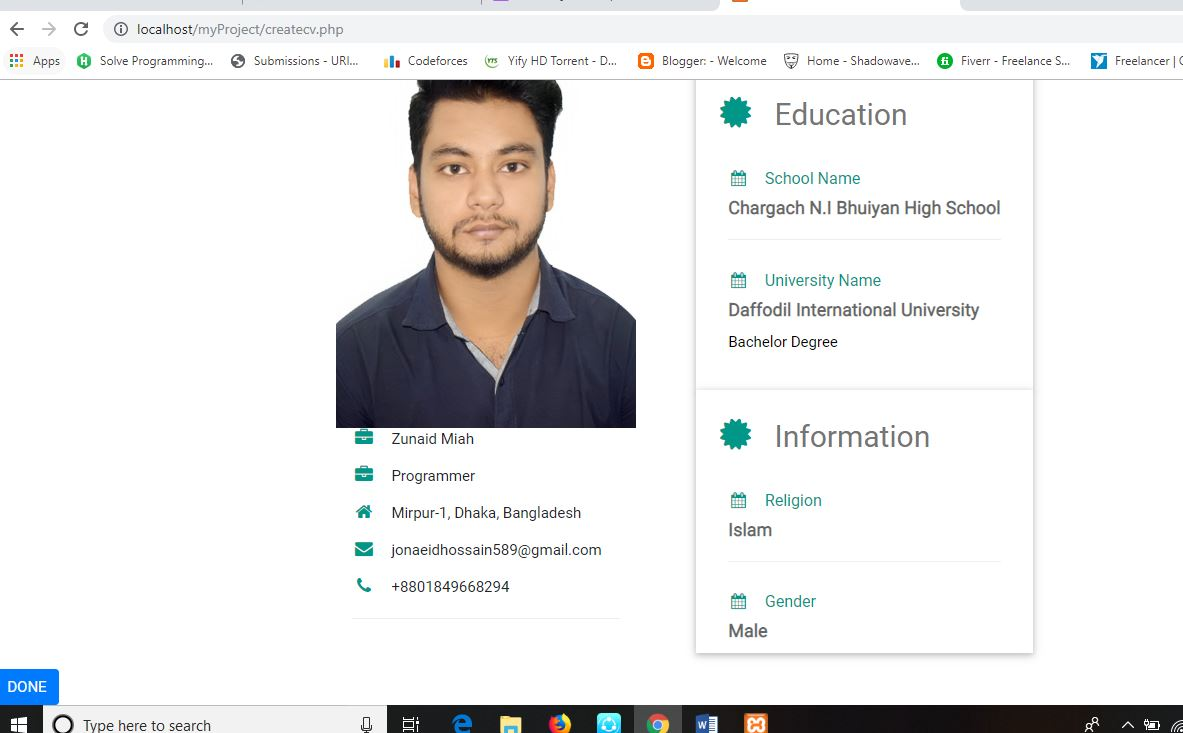 localhost/myProject/createcv.php
Apps Solve Programming... Submissions - URI... Codeforces Yify HD Torrent - D... Blogger: - Welcome Home - Shadowave... Fiverr - Freelance S... Freelancer |
Zunaid Miah
Programmer
Mirpur-1, Dhaka, Bangladesh
jonaeidhossain589@gmail.com
+8801849668294
Education
School Name
Chargach N.I Bhuiyan High School
University Name
Daffodil International University
Bachelor Degree
Information
Religion
Islam
Gender
Male
DONE
Type here to search